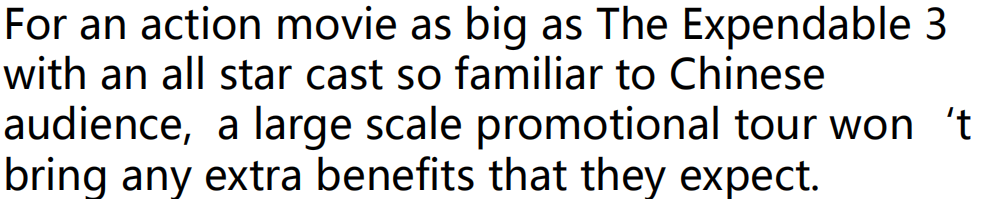 For an action movie as big as The Expendable 3
with an all star cast so familiar to Chinese
audience,  a large scale promotional tour won ‘t
bring any extra benefits that they expect.